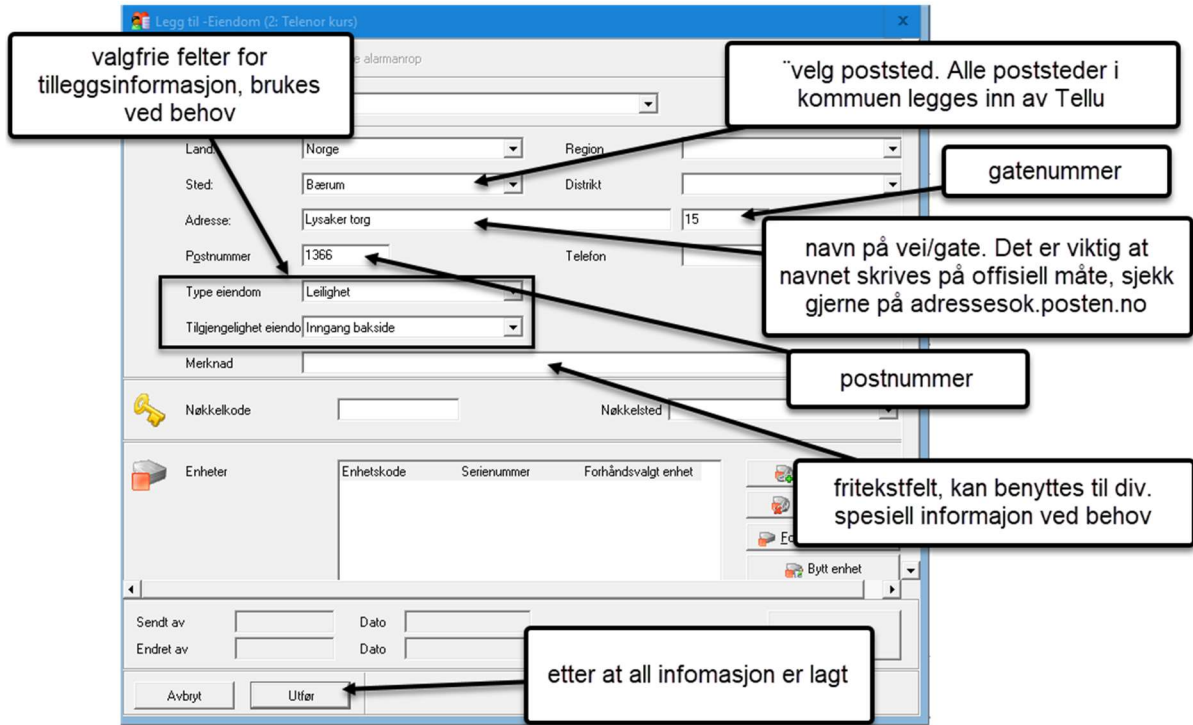 Legg til -Eiendom (2: Telenor kurs)
x
valgfrie felter for
tilleggsinformasjon, brukes
ved behov
alarmanrop
¨velg poststed. Alle poststeder i
kommuen legges inn av Tellu
Land: Norge Region
gatenummer
Sted: Bærum Distrikt
Adresse: Lysaker torg 15
navn på vei/gate. Det er viktig at
navnet skrives på offisiell måte, sjekk
gjerne på adressesok.posten.no
Postnummer 1366 Telefon
Type eiendom Leilighet
Tilgjengelighet eiendo Inngang bakside
Merknad
postnummer
Nøkkelkode Nøkkelsted
Enheter Enhetskode Serienummer Forhåndsvalgt enhet
fritekstfelt, kan benyttes til div.
spesiell informajon ved behov
Bytt enhet
Sendt av Dato
Endret av Dato
etter at all infomasjon er lagt
Avbryt Utfør